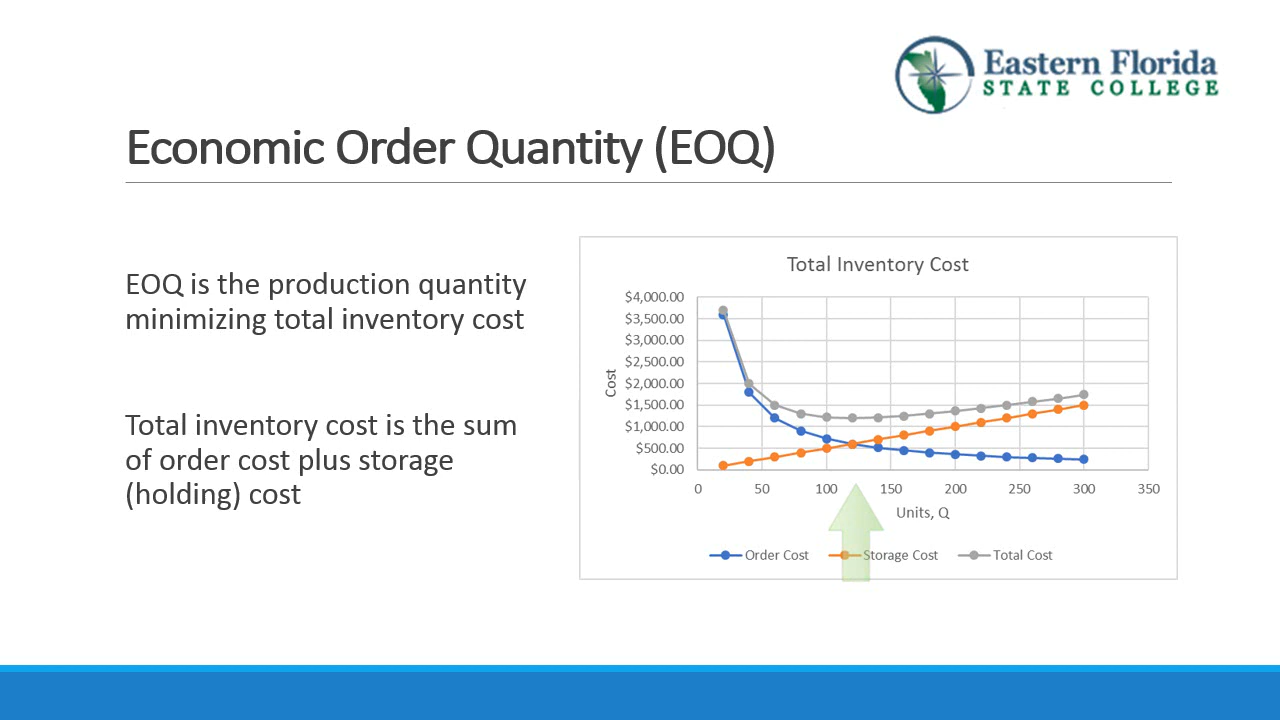 Eastern Florida
STATE COLLEGE
Economic Order Quantity (EOQ)
EOQ is the production quantity
minimizing total inventory cost
Total inventory cost is the sum
of order cost plus storage
(holding) cost
Total Inventory Cost
$4,000.00
$3,500.00
$3,000.00
$2,500.00
$2,000.00
$1,500.00
$1,000.00
$500.00
$0.00
Cost
0 50 100 150 200 250 300 350
Units, Q
Order Cost Storage Cost Total Cost